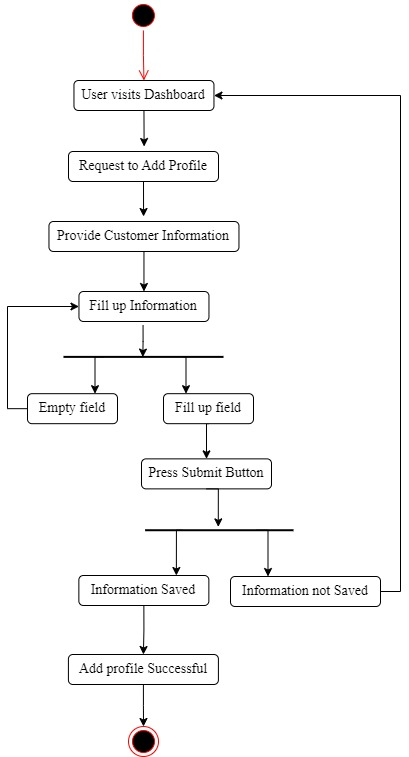 User visits Dashboard
Request to Add Profile
Provide Customer Information
Fill up Information
Empty field
Fill up field
Press Submit Button
Information Saved
Information not Saved
Add profile Successful